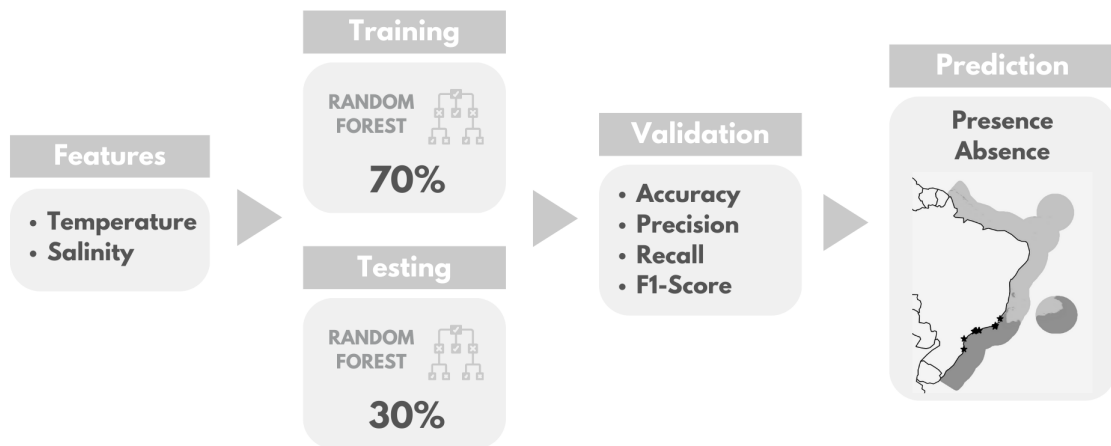 Features
• Temperature
• Salinity
Training
RANDOM
FOREST
70%
Testing
RANDOM
FOREST
30%
Validation
• Accuracy
• Precision
• Recall
• F1-Score
Prediction
Presence
Absence